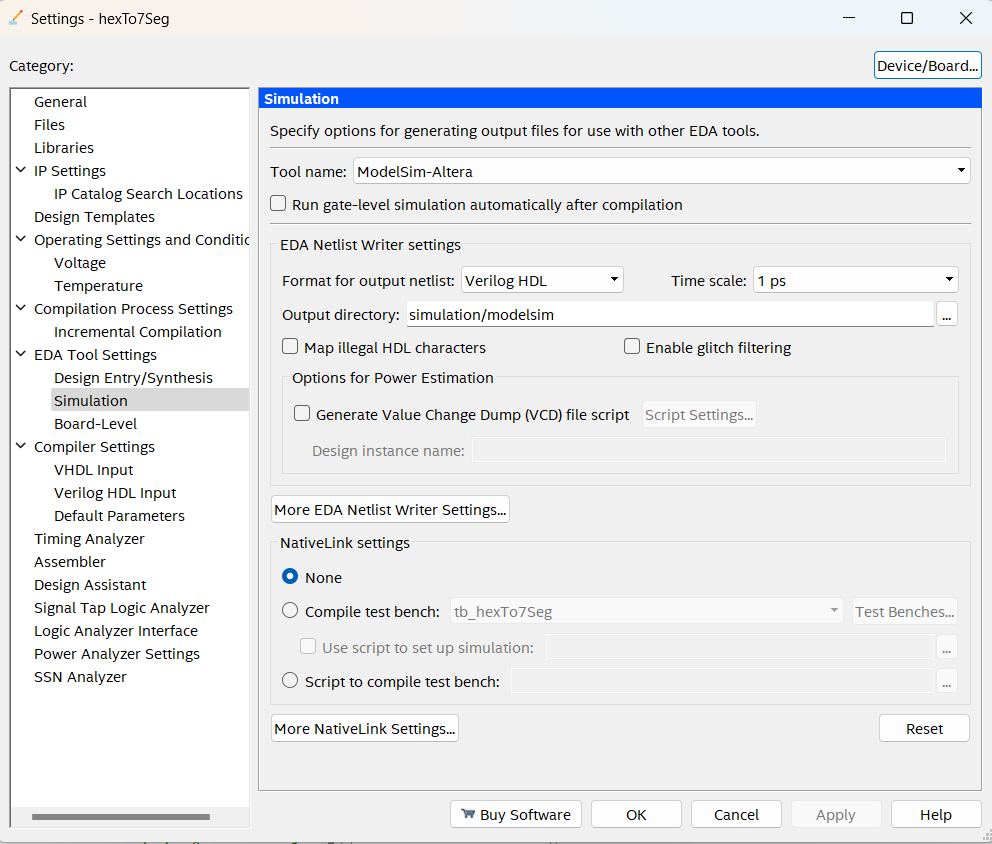 Settings - hexTo7Seg
Category:
Device/Board...
General
Files
Libraries
IP Settings
IP Catalog Search Locations
Design Templates
Operating Settings and Conditic
Voltage
Temperature
Compilation Process Settings
Incremental Compilation
EDA Tool Settings
Design Entry/Synthesis
Simulation
Board-Level
Compiler Settings
VHDL Input
Verilog HDL Input
Default Parameters
Timing Analyzer
Assembler
Design Assistant
Signal Tap Logic Analyzer
Logic Analyzer Interface
Power Analyzer Settings
SSN Analyzer
Simulation
Specify options for generating output files for use with other EDA tools.
Tool name: ModelSim-Altera
Run gate-level simulation automatically after compilation
EDA Netlist Writer settings
Format for output netlist: Verilog HDL Time scale: 1 ps
Output directory: simulation/modelsim ...
Map illegal HDL characters Enable glitch filtering
Options for Power Estimation
Generate Value Change Dump (VCD) file script Script Settings...
Design instance name:
More EDA Netlist Writer Settings...
NativeLink settings
None
Compile test bench: tb_hexTo7Seg Test Benches...
Use script to set up simulation: ...
Script to compile test bench: ...
More NativeLink Settings... Reset
Buy Software OK Cancel Apply Help